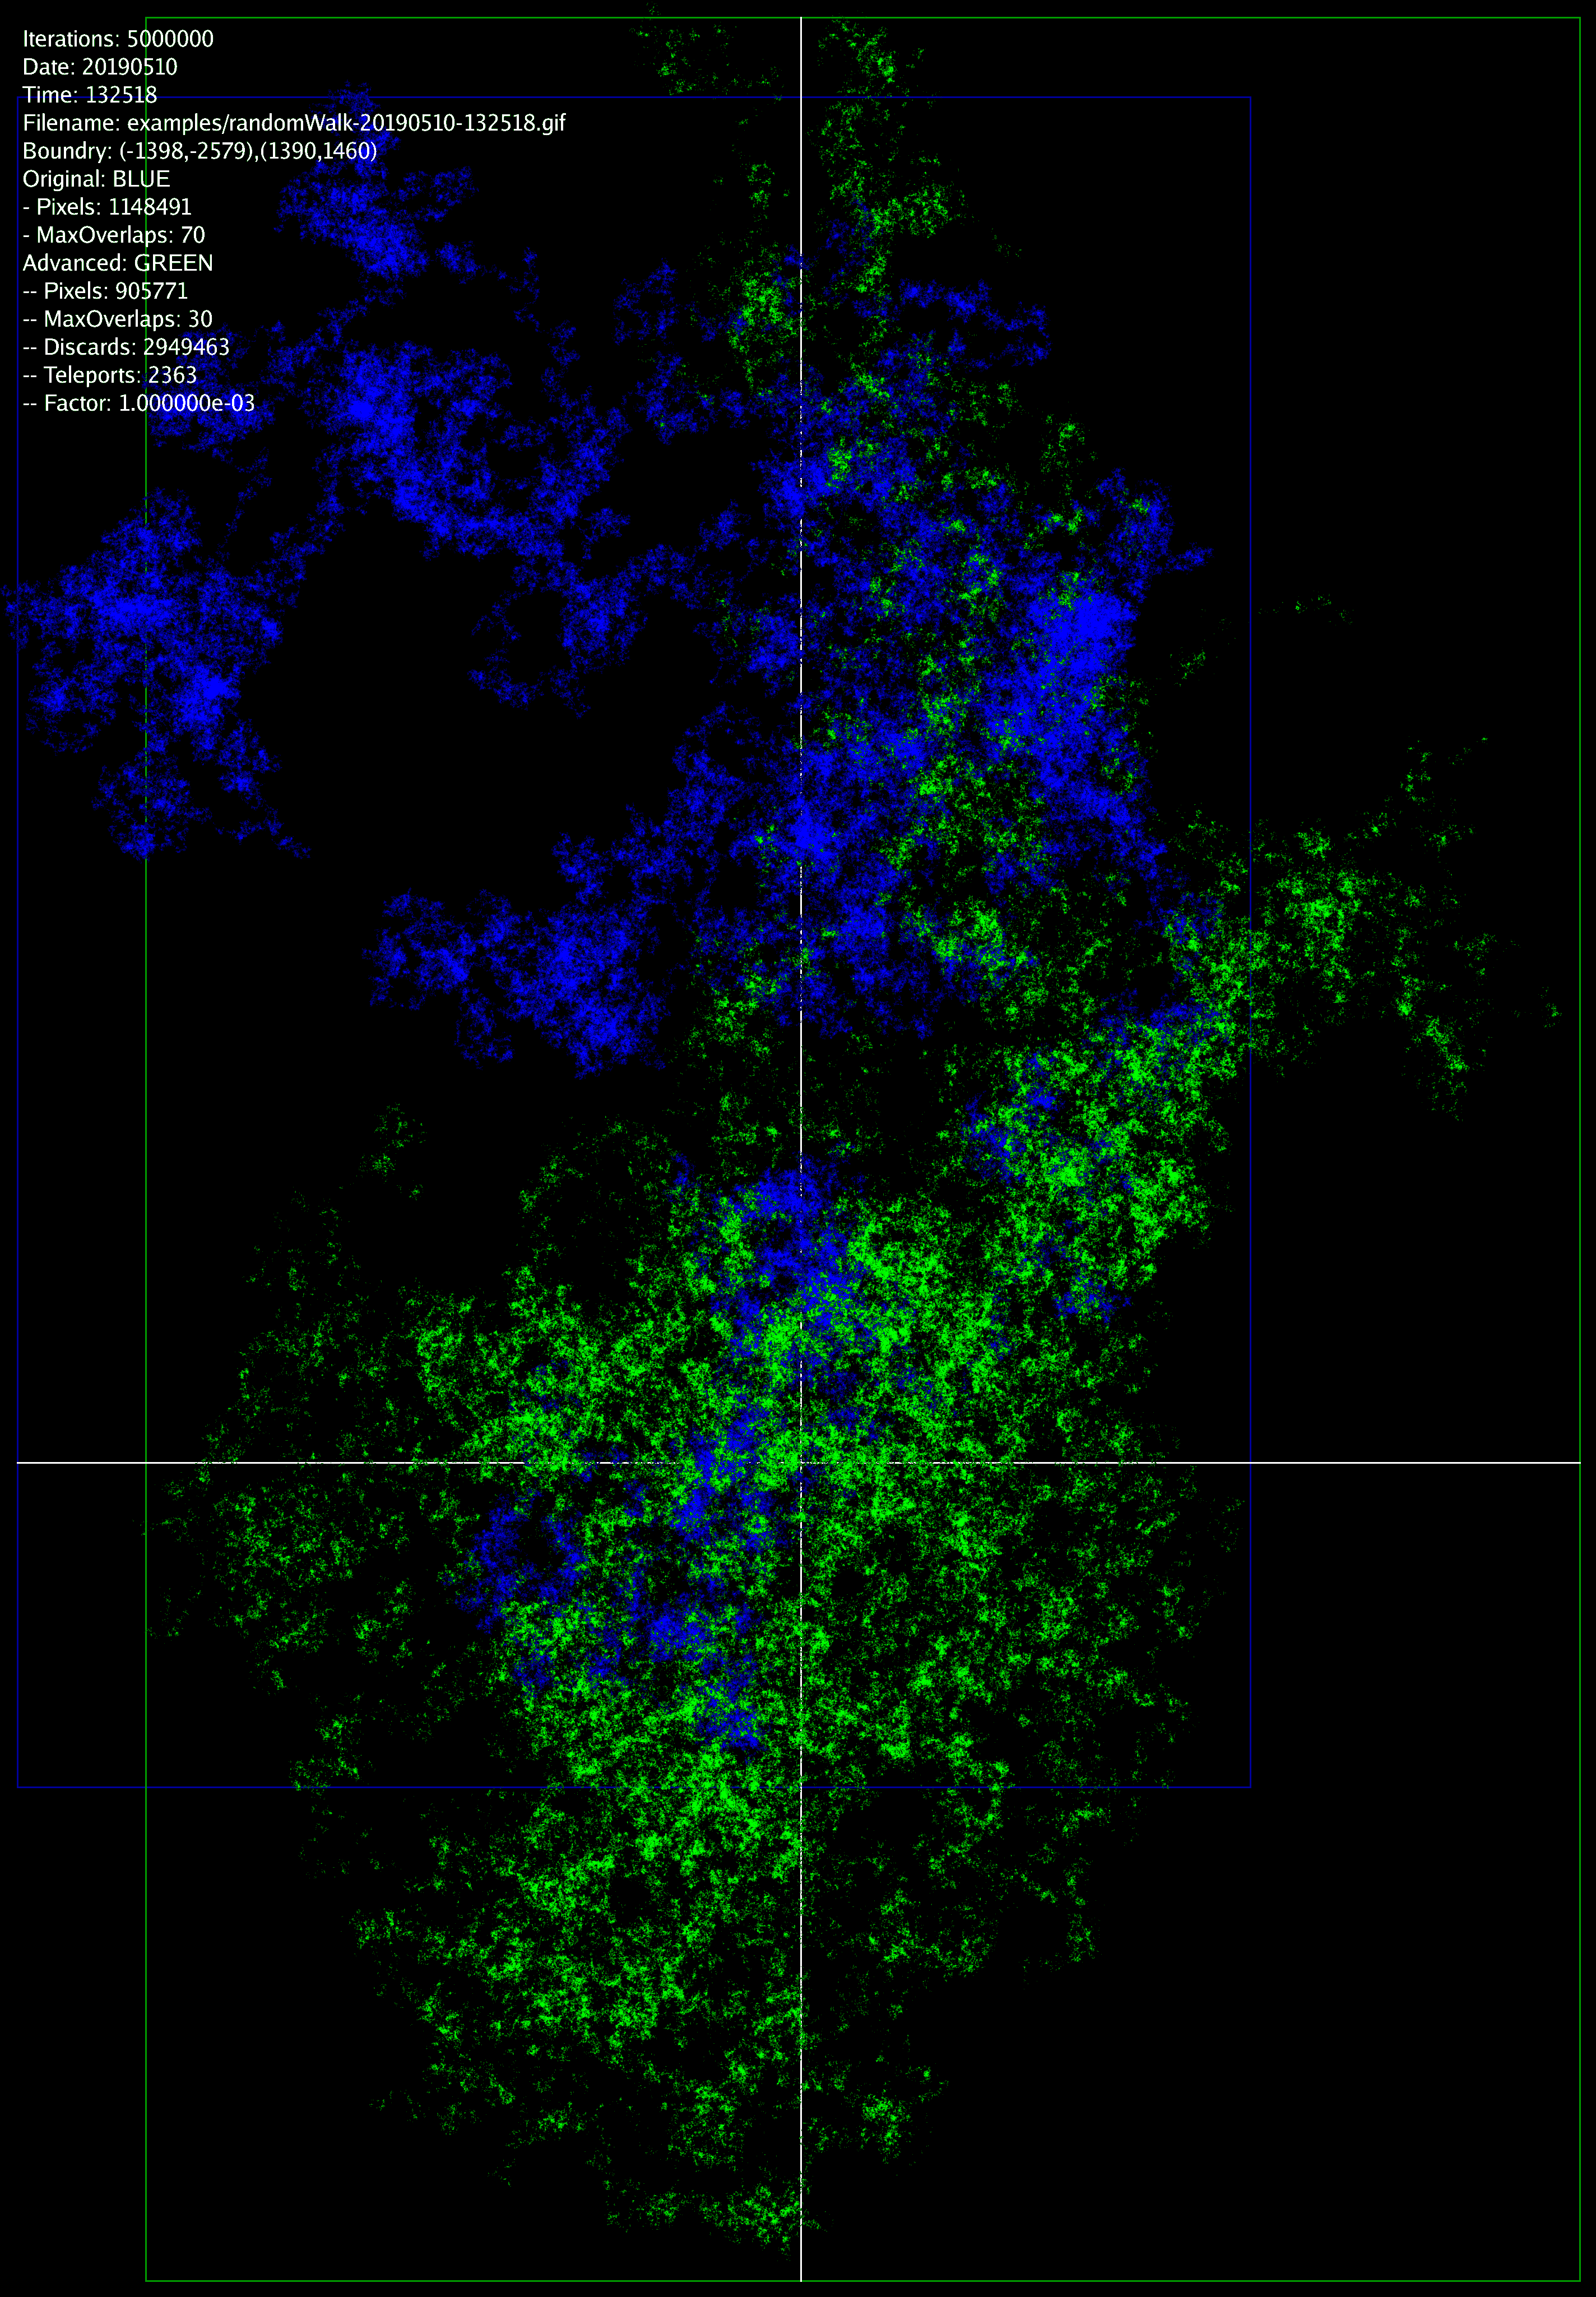 Iterations: 5000000
Date: 20190510
Time: 132518
Filename: examples/randomWalk-20190510-132518.gif
Boundry: (-1398,-2579),(1390,1460)
Original: BLUE
- Pixels: 1148491
- MaxOverlaps: 70
Advanced: GREEN
-- Pixels: 905771
-- MaxOverlaps: 30
-- Discards: 2949463
-- Teleports: 2363
-- Factor: 1.000000e-03